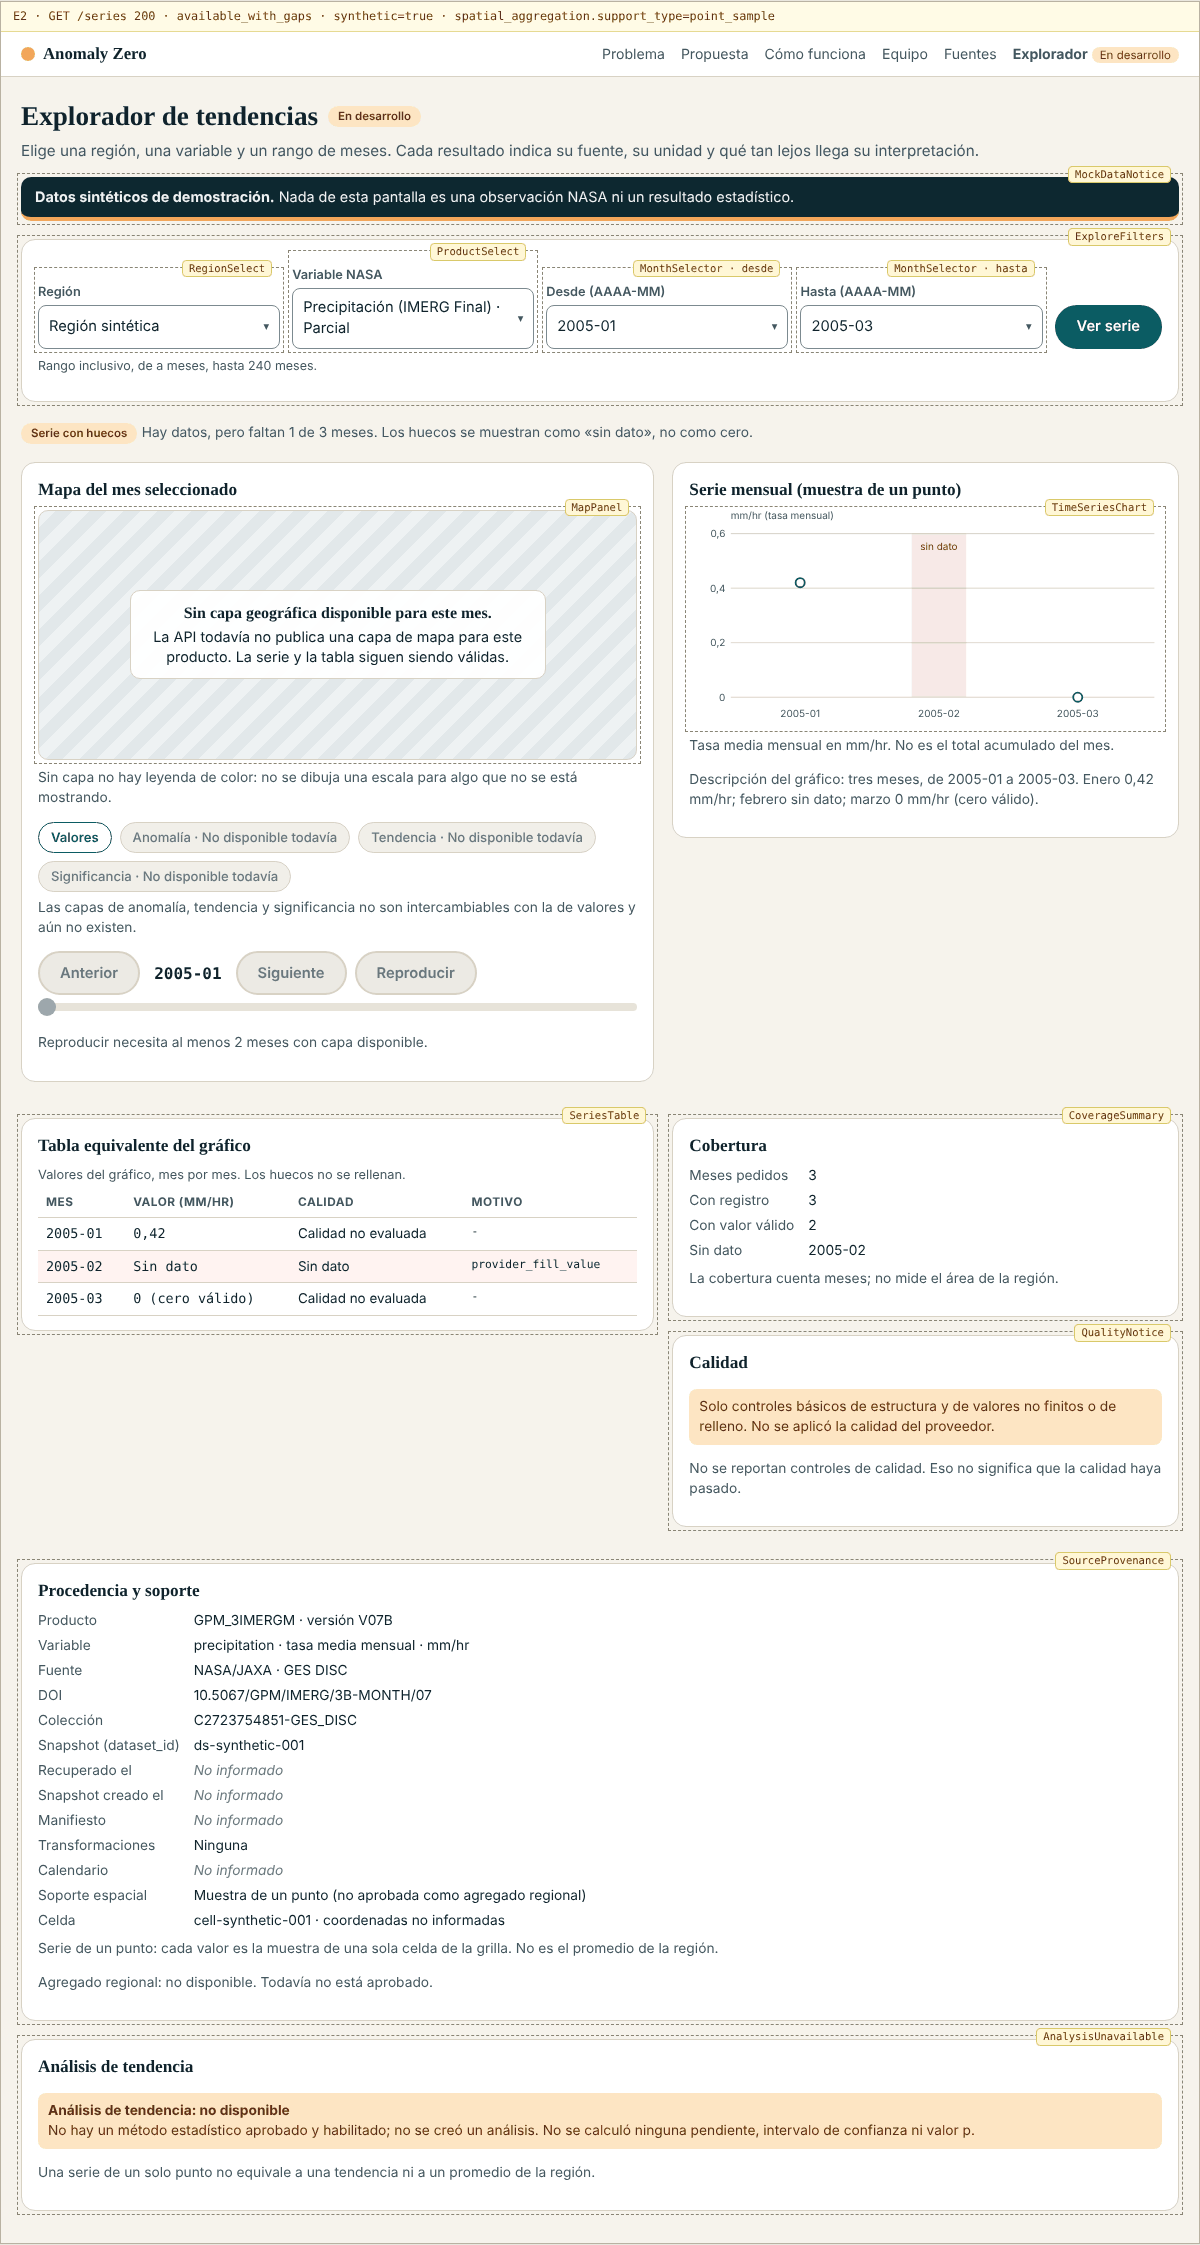 E2 · GET /series 200 · available_with_gaps · synthetic=true · spatial_aggregation.support_type=point_sample
Anomaly Zero
Problema Propuesta Cómo funciona Equipo Fuentes Explorador En desarrollo
Explorador de tendencias En desarrollo
Elige una región, una variable y un rango de meses. Cada resultado indica su fuente, su unidad y qué tan lejos llega su interpretación.
MockDataNotice
Datos sintéticos de demostración. Nada de esta pantalla es una observación NASA ni un resultado estadístico.
ExploreFilters
RegionSelect
Región
Región sintética
ProductSelect
Variable NASA
Precipitación (IMERG Final) ·
Parcial
MonthSelector · desde
Desde (AAAA-MM)
2005-01
MonthSelector · hasta
Hasta (AAAA-MM)
2005-03
Ver serie
Rango inclusivo, de a meses, hasta 240 meses.
Serie con huecos Hay datos, pero faltan 1 de 3 meses. Los huecos se muestran como «sin dato», no como cero.
Mapa del mes seleccionado
MapPanel
Sin capa geográfica disponible para este mes.
La API todavía no publica una capa de mapa para este
producto. La serie y la tabla siguen siendo válidas.
Sin capa no hay leyenda de color: no se dibuja una escala para algo que no se está
mostrando.
Valores Anomalía · No disponible todavía Tendencia · No disponible todavía
Significancia · No disponible todavía
Las capas de anomalía, tendencia y significancia no son intercambiables con la de valores y
aún no existen.
Anterior 2005-01 Siguiente Reproducir
Reproducir necesita al menos 2 meses con capa disponible.
Serie mensual (muestra de un punto)
TimeSeriesChart
mm/hr (tasa mensual)
0,6
sin dato
0,4
0,2
0
2005-01 2005-02 2005-03
Tasa media mensual en mm/hr. No es el total acumulado del mes.
Descripción del gráfico: tres meses, de 2005-01 a 2005-03. Enero 0,42
mm/hr; febrero sin dato; marzo 0 mm/hr (cero válido).
SeriesTable
Tabla equivalente del gráfico
Valores del gráfico, mes por mes. Los huecos no se rellenan.
MES VALOR (MM/HR) CALIDAD MOTIVO
2005-01 0,42 Calidad no evaluada -
2005-02 Sin dato Sin dato provider_fill_value
2005-03 0 (cero válido) Calidad no evaluada -
CoverageSummary
Cobertura
Meses pedidos 3
Con registro 3
Con valor válido 2
Sin dato 2005-02
La cobertura cuenta meses; no mide el área de la región.
QualityNotice
Calidad
Solo controles básicos de estructura y de valores no finitos o de
relleno. No se aplicó la calidad del proveedor.
No se reportan controles de calidad. Eso no significa que la calidad haya
pasado.
SourceProvenance
Procedencia y soporte
Producto GPM_3IMERGM · versión V07B
Variable precipitation · tasa media mensual · mm/hr
Fuente NASA/JAXA · GES DISC
DOI 10.5067/GPM/IMERG/3B-MONTH/07
Colección C2723754851-GES_DISC
Snapshot (dataset_id) ds-synthetic-001
Recuperado el No informado
Snapshot creado el No informado
Manifiesto No informado
Transformaciones Ninguna
Calendario No informado
Soporte espacial Muestra de un punto (no aprobada como agregado regional)
Celda cell-synthetic-001 · coordenadas no informadas
Serie de un punto: cada valor es la muestra de una sola celda de la grilla. No es el promedio de la región.
Agregado regional: no disponible. Todavía no está aprobado.
AnalysisUnavailable
Análisis de tendencia
Análisis de tendencia: no disponible
No hay un método estadístico aprobado y habilitado; no se creó un análisis. No se calculó ninguna pendiente, intervalo de confianza ni valor p.
Una serie de un solo punto no equivale a una tendencia ni a un promedio de la región.